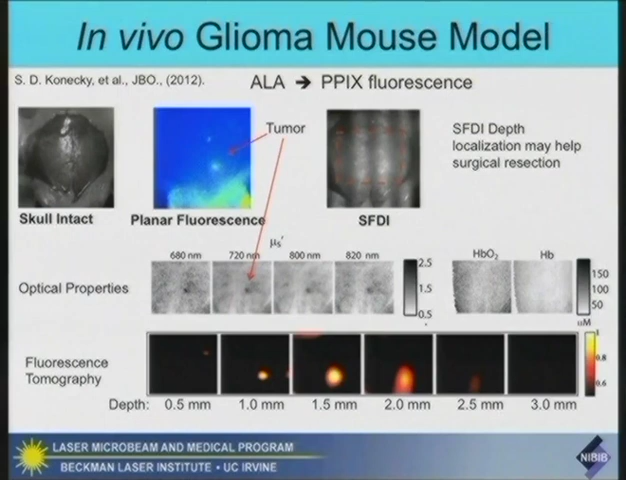 In vivo Glioma Mouse Model
S. D. Konecky, et al., JBO., (2012).
ALA ➔ PPIX fluorescence
Tumor
SFDI Depth
localization may help
surgical resection
Skull Intact
Planar Fluorescence
SFDI
μs'
680 nm 720 nm 800 nm 820 nm
HbO2 Hb
Optical Properties
2.5
1.5
0.5
150
100
50
uM
Fluorescence
Tomography
1
0.8
0.6
Depth: 0.5 mm 1.0 mm 1.5 mm 2.0 mm 2.5 mm 3.0 mm
LASER MICROBEAM AND MEDICAL PROGRAM
BECKMAN LASER INSTITUTE • UC IRVINE
NIBIB